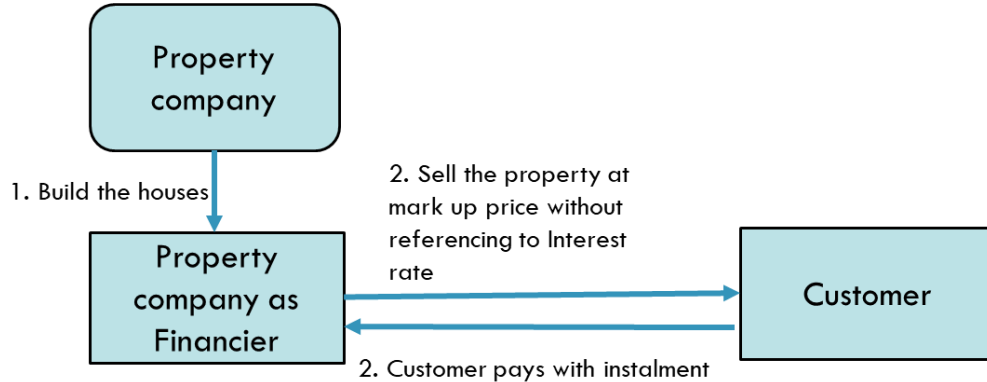 Property
company
1. Build the houses
2. Sell the property at
mark up price without
referencing to Interest
rate
Property
company as
Financier
Customer
2. Customer pays with instalment